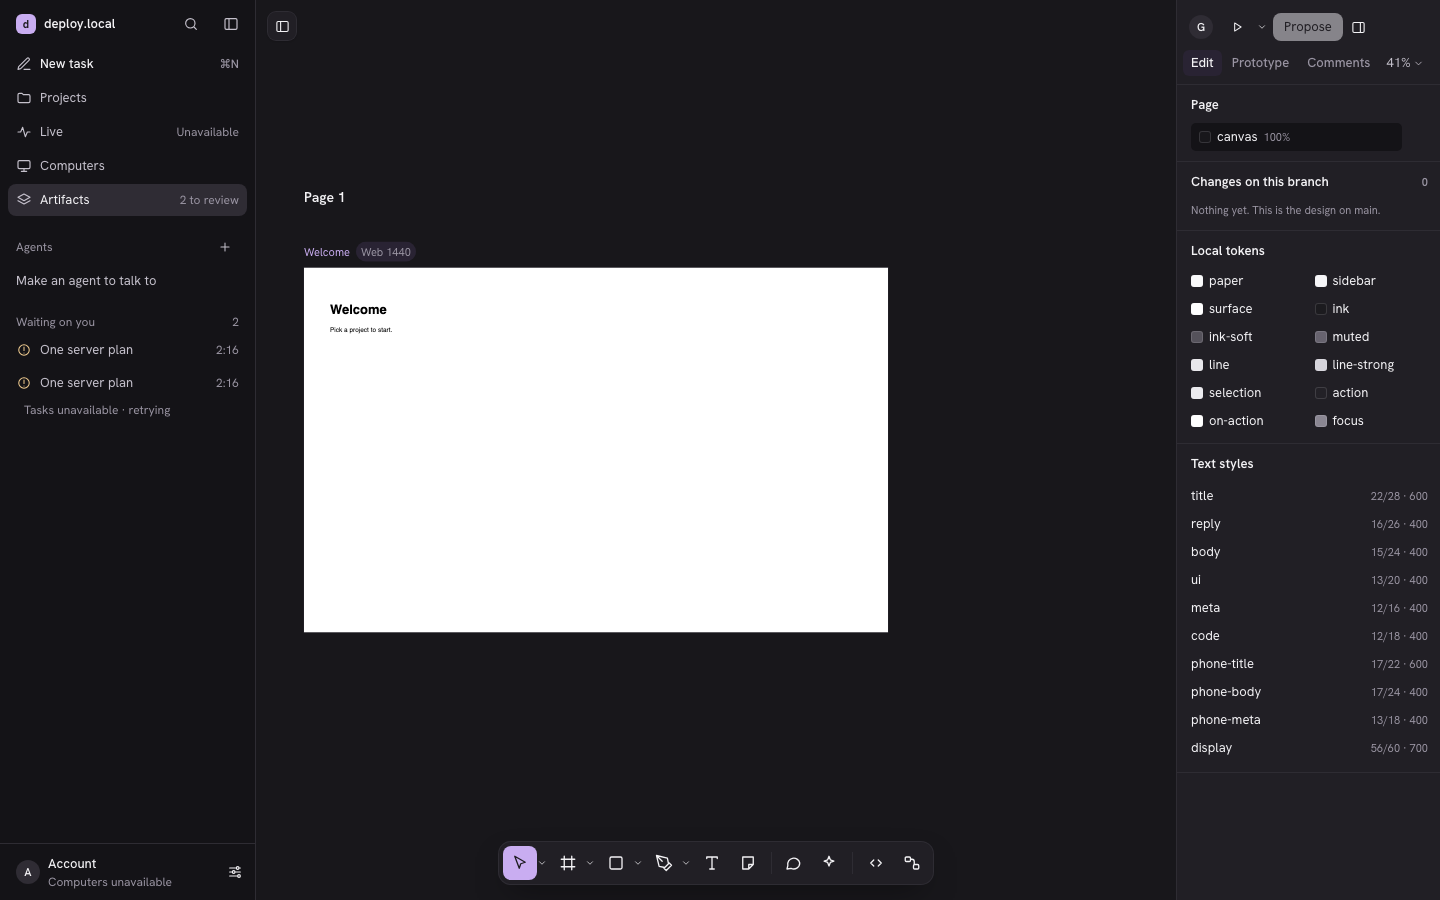 d deploy.local
New task ⌘N
Projects
Live Unavailable
Computers
Artifacts 2 to review
Agents
Make an agent to talk to
Waiting on you 2
One server plan 2:16
One server plan 2:16
Tasks unavailable · retrying
A Account
Computers unavailable
Page 1
Welcome Web 1440
Welcome
Pick a project to start.
G Propose
Edit Prototype Comments 41%
Page
canvas 100%
Changes on this branch 0
Nothing yet. This is the design on main.
Local tokens
paper sidebar
surface ink
ink-soft muted
line line-strong
selection action
on-action focus
Text styles
title 22/28 · 600
reply 16/26 · 400
body 15/24 · 400
ui 13/20 · 400
meta 12/16 · 400
code 12/18 · 400
phone-title 17/22 · 600
phone-body 17/24 · 400
phone-meta 13/18 · 400
display 56/60 · 700